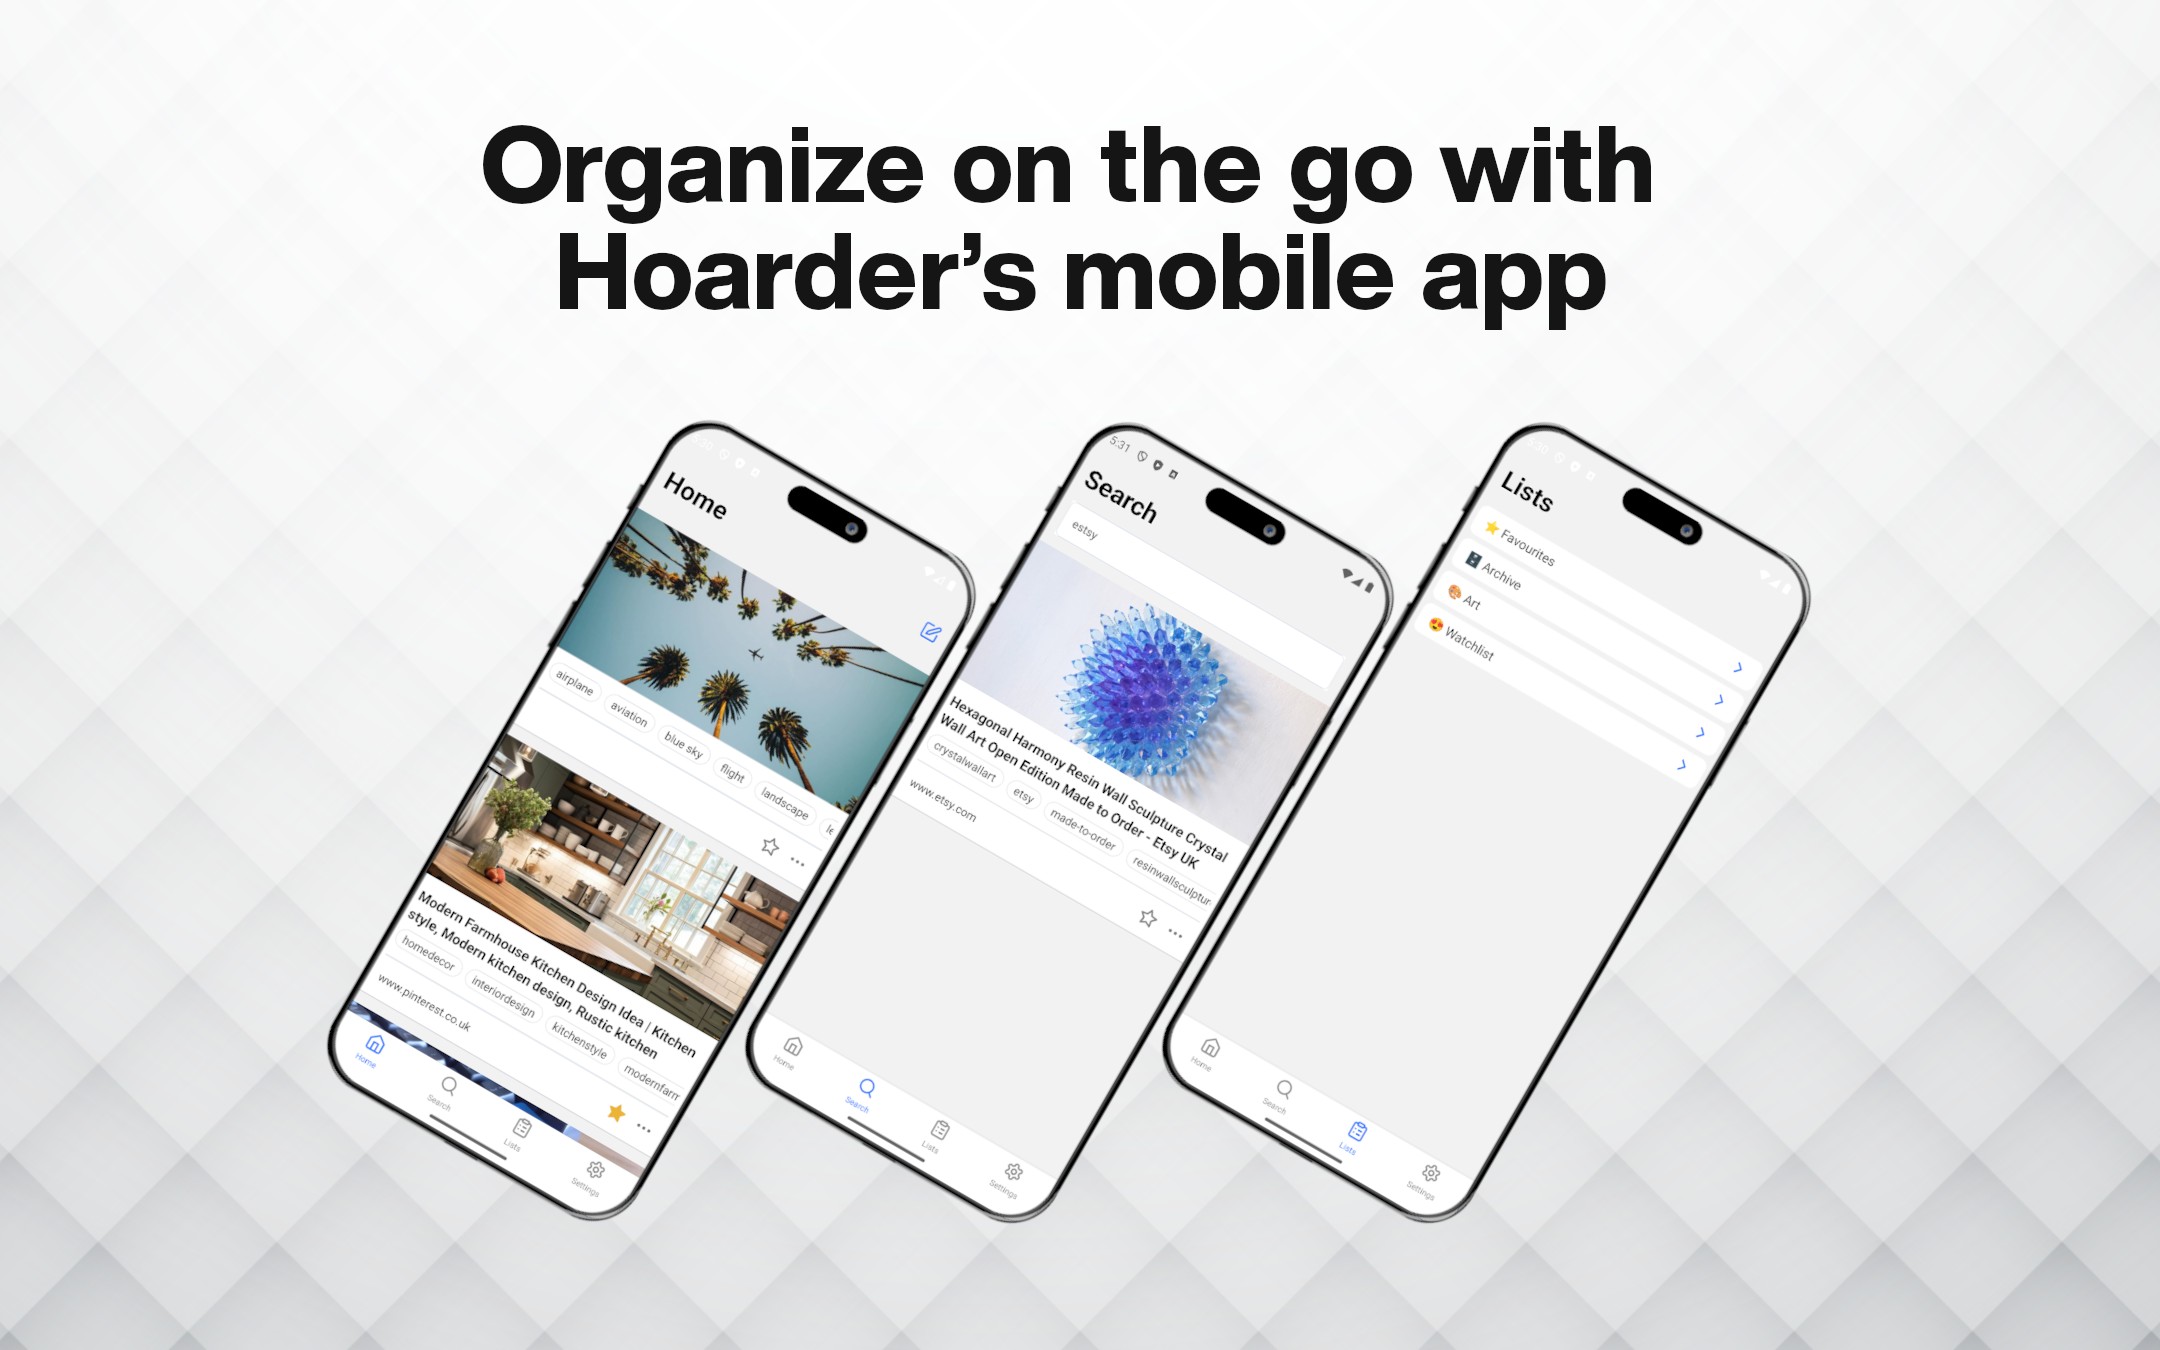 Organize on the go with
Hoarder’s mobile app
Home
airplane
aviation
blue sky
flight
landscape
le
Modern Farmhouse Kitchen Design Idea | Kitchen
style, Modern kitchen design, Rustic kitchen
homedecor
interiordesign
kitchenstyle
modernfarm
www.pinterest.co.uk
Home
Search
Lists
Settings
5:31
Search
estsy
Hexagonal Harmony Resin Wall Sculpture Crystal
Wall Art Open Edition Made to Order - Etsy UK
crystalwallart
etsy
made-to-order
resinwallsculptur
www.etsy.com
Home
Search
Lists
Settings
Lists
Favourites
Archive
Art
Watchlist
Home
Search
Lists
Settings